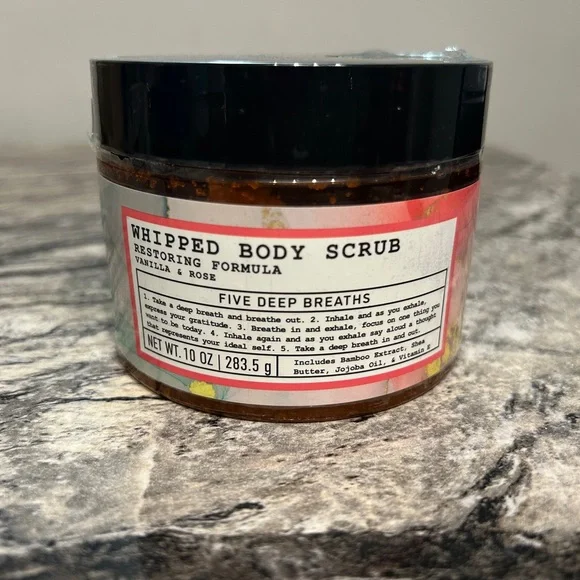 WHIPPED BODY SCRUB
RESTORING FORMULA
VANILLA & ROSE
FIVE DEEP BREATHS
1. Take a deep breath and breathe out. 2. Inhale and as you exhale,
express your gratitude. 3. Breathe in and exhale, focus on one thing you
want to be today. 4. Inhale again and as you exhale say aloud a thought
that represents your ideal self. 5. Take a deep breath in and out.
NET WT. 10 OZ | 283.5 g
Includes Bamboo Extract, Shea
Butter, Jojoba Oil, & Vitamin E